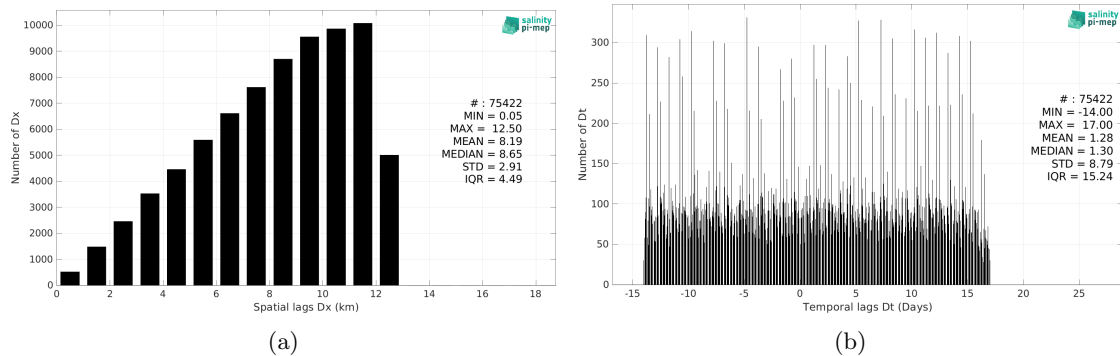 10000
9000
8000
7000
6000
5000
4000
3000
2000
1000
0
Number of Dx
0 2 4 6 8 10 12 14 16 18
Spatial lags Dx (km)
salinity
pi-mep
# : 75422
MIN = 0.05
MAX = 12.50
MEAN = 8.19
MEDIAN = 8.65
STD = 2.91
IQR = 4.49
(a)
300
250
200
150
100
50
0
Number of Dt
-15 -10 -5 0 5 10 15 20 25
Temporal lags Dt (Days)
salinity
pi-mep
# : 75422
MIN = -14.00
MAX = 17.00
MEAN = 1.28
MEDIAN = 1.30
STD = 8.79
IQR = 15.24
(b)